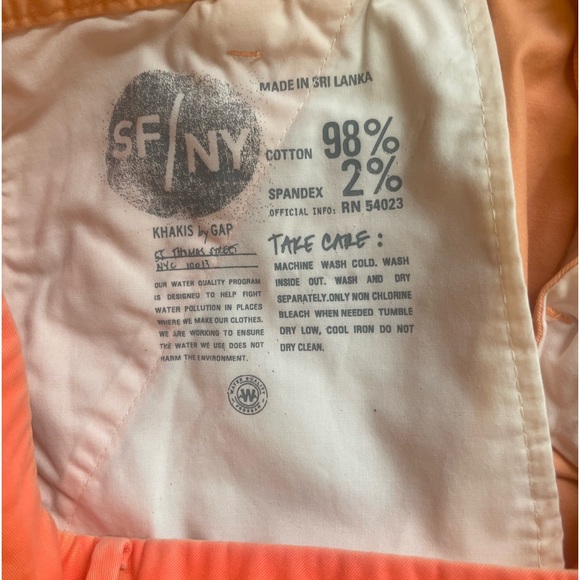 SF/NY
KHAKIS by GAP
55 THOMAS STREET
NYC 10013
OUR WATER QUALITY PROGRAM
IS DESIGNED TO HELP FIGHT
WATER POLLUTION IN PLACES
WHERE WE MAKE OUR CLOTHES.
WE ARE WORKING TO ENSURE
THE WATER WE USE DOES NOT
HARM THE ENVIRONMENT.
MADE IN SRI LANKA
COTTON 98%
SPANDEX 2%
OFFICIAL INFO: RN 54023
TAKE CARE:
MACHINE WASH COLD. WASH
INSIDE OUT. WASH AND DRY
SEPARATELY.ONLY NON CHLORINE
BLEACH WHEN NEEDED TUMBLE
DRY LOW, COOL IRON DO NOT
DRY CLEAN.
WATER QUALITY
W
PROGRAM